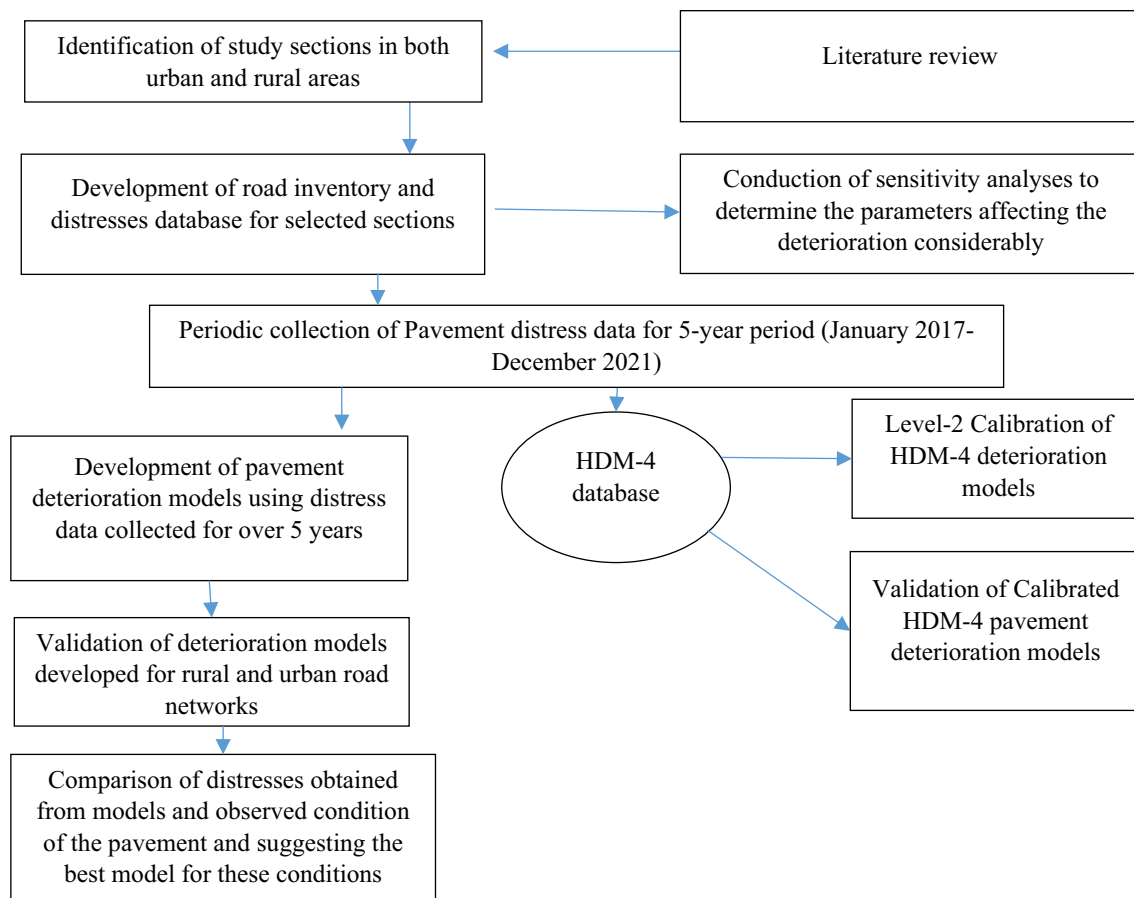 Identification of study sections in both
urban and rural areas
Literature review
Development of road inventory and
distresses database for selected sections
Conduction of sensitivity analyses to
determine the parameters affecting the
deterioration considerably
Periodic collection of Pavement distress data for 5-year period (January 2017-
December 2021)
Development of pavement
deterioration models using distress
data collected for over 5 years
HDM-4
database
Level-2 Calibration of
HDM-4 deterioration
models
Validation of Calibrated
HDM-4 pavement
deterioration models
Validation of deterioration models
developed for rural and urban road
networks
Comparison of distresses obtained
from models and observed condition
of the pavement and suggesting the
best model for these conditions